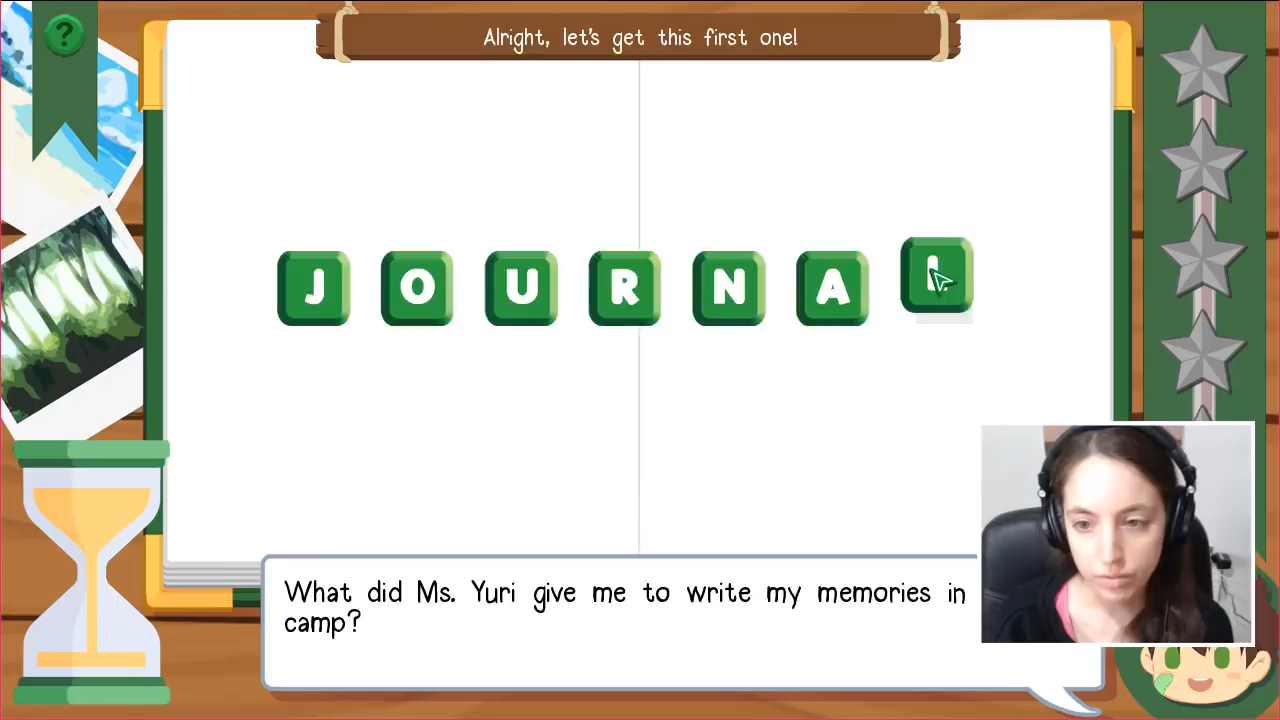 ?
Alright, let's get this first one!
J O U R N A L
What did Ms. Yuri give me to write my memories in
camp?